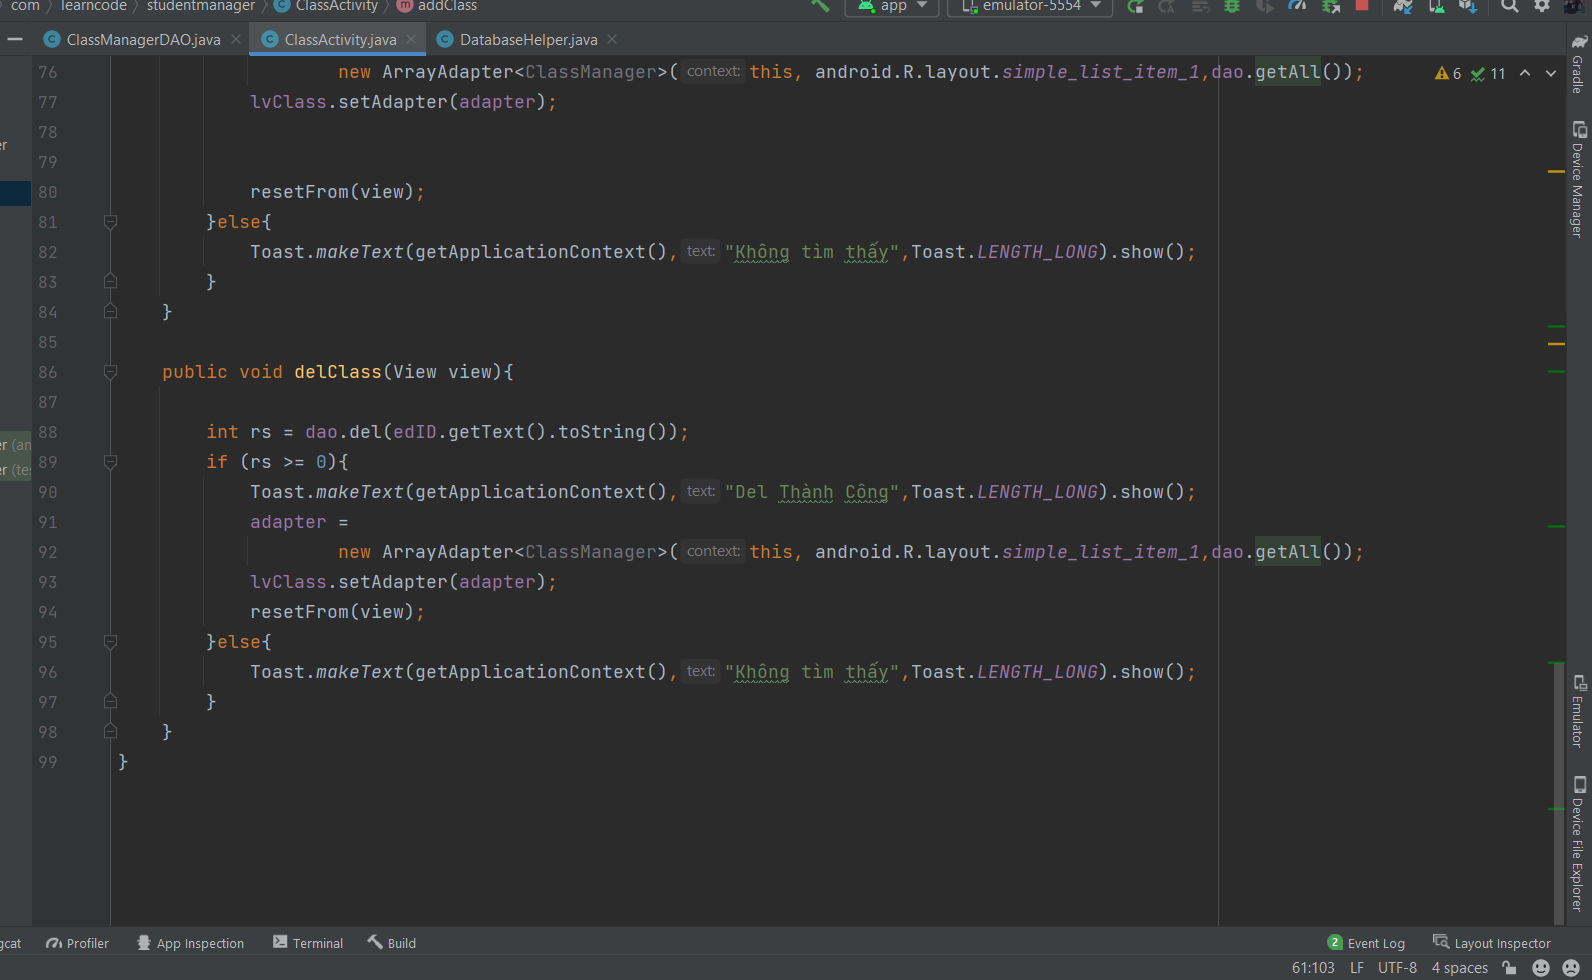 com learncode studentmanager ClassActivity addClass app emulator-5554
ClassManagerDAO.java ClassActivity.java DatabaseHelper.java
76 new ArrayAdapter<ClassManager>( context: this, android.R.layout.simple_list_item_1,dao.getAll()); 6 11
77 lvClass.setAdapter(adapter);
78
79
80 resetFrom(view);
81 }else{
82 Toast.makeText(getApplicationContext(), text: "Không tìm thấy",Toast.LENGTH_LONG).show();
83 }
84 }
85
86 public void delClass(View view){
87
88 int rs = dao.del(edID.getText().toString());
89 if (rs >= 0){
90 Toast.makeText(getApplicationContext(), text: "Del Thành Công",Toast.LENGTH_LONG).show();
91 adapter =
92 new ArrayAdapter<ClassManager>( context: this, android.R.layout.simple_list_item_1,dao.getAll());
93 lvClass.setAdapter(adapter);
94 resetFrom(view);
95 }else{
96 Toast.makeText(getApplicationContext(), text: "Không tìm thấy",Toast.LENGTH_LONG).show();
97 }
98 }
99 }
er
er (an
er (te
Gradle
Device Manager
Emulator
Device File Explorer
gcat Profiler App Inspection Terminal Build 2 Event Log Layout Inspector
61:103 LF UTF-8 4 spaces